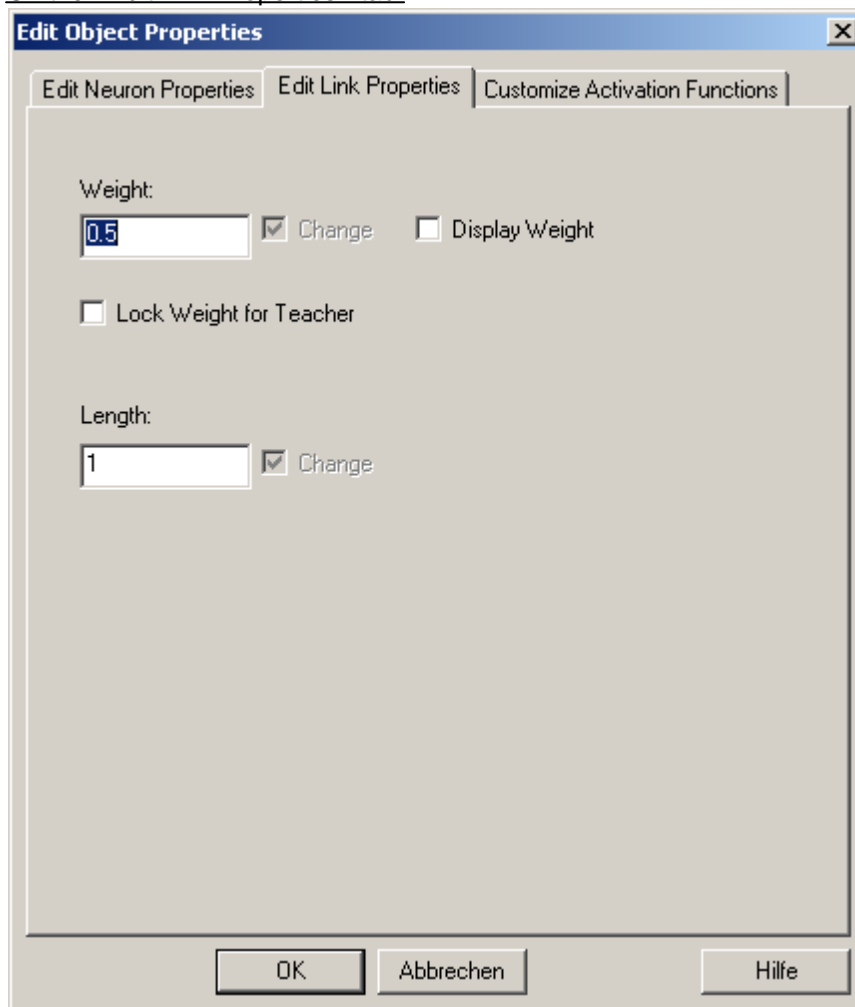 Edit Object Properties
Edit Neuron Properties Edit Link Properties Customize Activation Functions
Weight:
0.5 Change Display Weight
Lock Weight for Teacher
Length:
1 Change
OK Abbrechen Hilfe